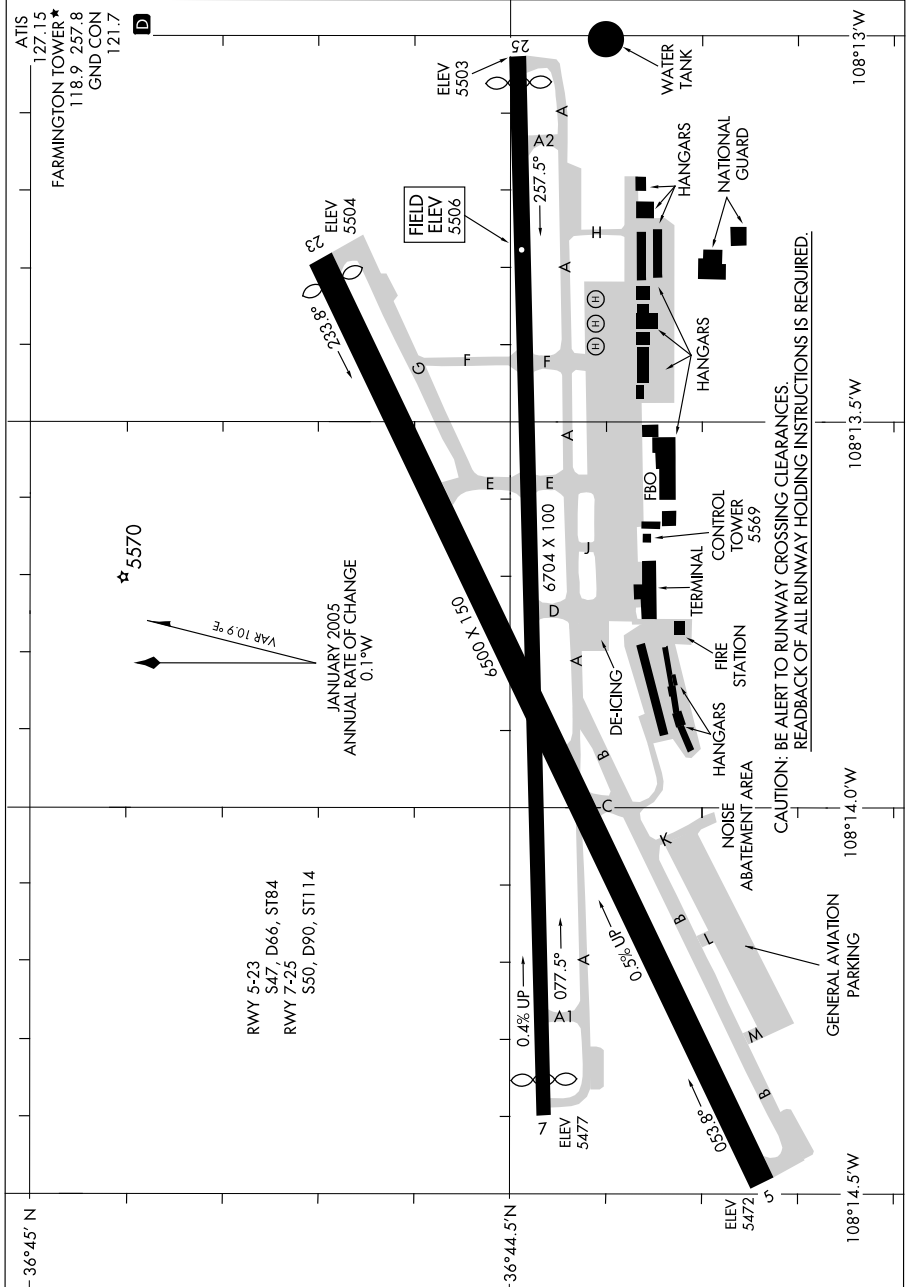 ATIS
127.15
FARMINGTON TOWER★
118.9 257.8
GND CON
121.7
D
108°13'W
108°13.5'W
108°14.0'W
108°14.5'W
36°45' N
36°44.5'N
25
ELEV
5503
WATER
TANK
A
A2
257.5°
FIELD
ELEV
5506
23
ELEV
5504
233.8°
HANGARS
NATIONAL
GUARD
H
A
H
H
H
G
F
F
HANGARS
A
E
E
FBO
6704 X 100
J
CONTROL
TOWER
5569
D
TERMINAL
5570
VAR 10.9°E
JANUARY 2005
ANNUAL RATE OF CHANGE
0.1°W
6500 X 150
A
DE-ICING
FIRE
STATION
HANGARS
B
C
NOISE
ABATEMENT AREA
K
B
L
GENERAL AVIATION
PARKING
M
B
RWY 5-23
S47, D66, ST84
RWY 7-25
S50, D90, ST114
0.4% UP
077.5°
A
A1
0.5% UP
053.8°
7
ELEV
5477
5
ELEV
5472
CAUTION: BE ALERT TO RUNWAY CROSSING CLEARANCES.
READBACK OF ALL RUNWAY HOLDING INSTRUCTIONS IS REQUIRED.